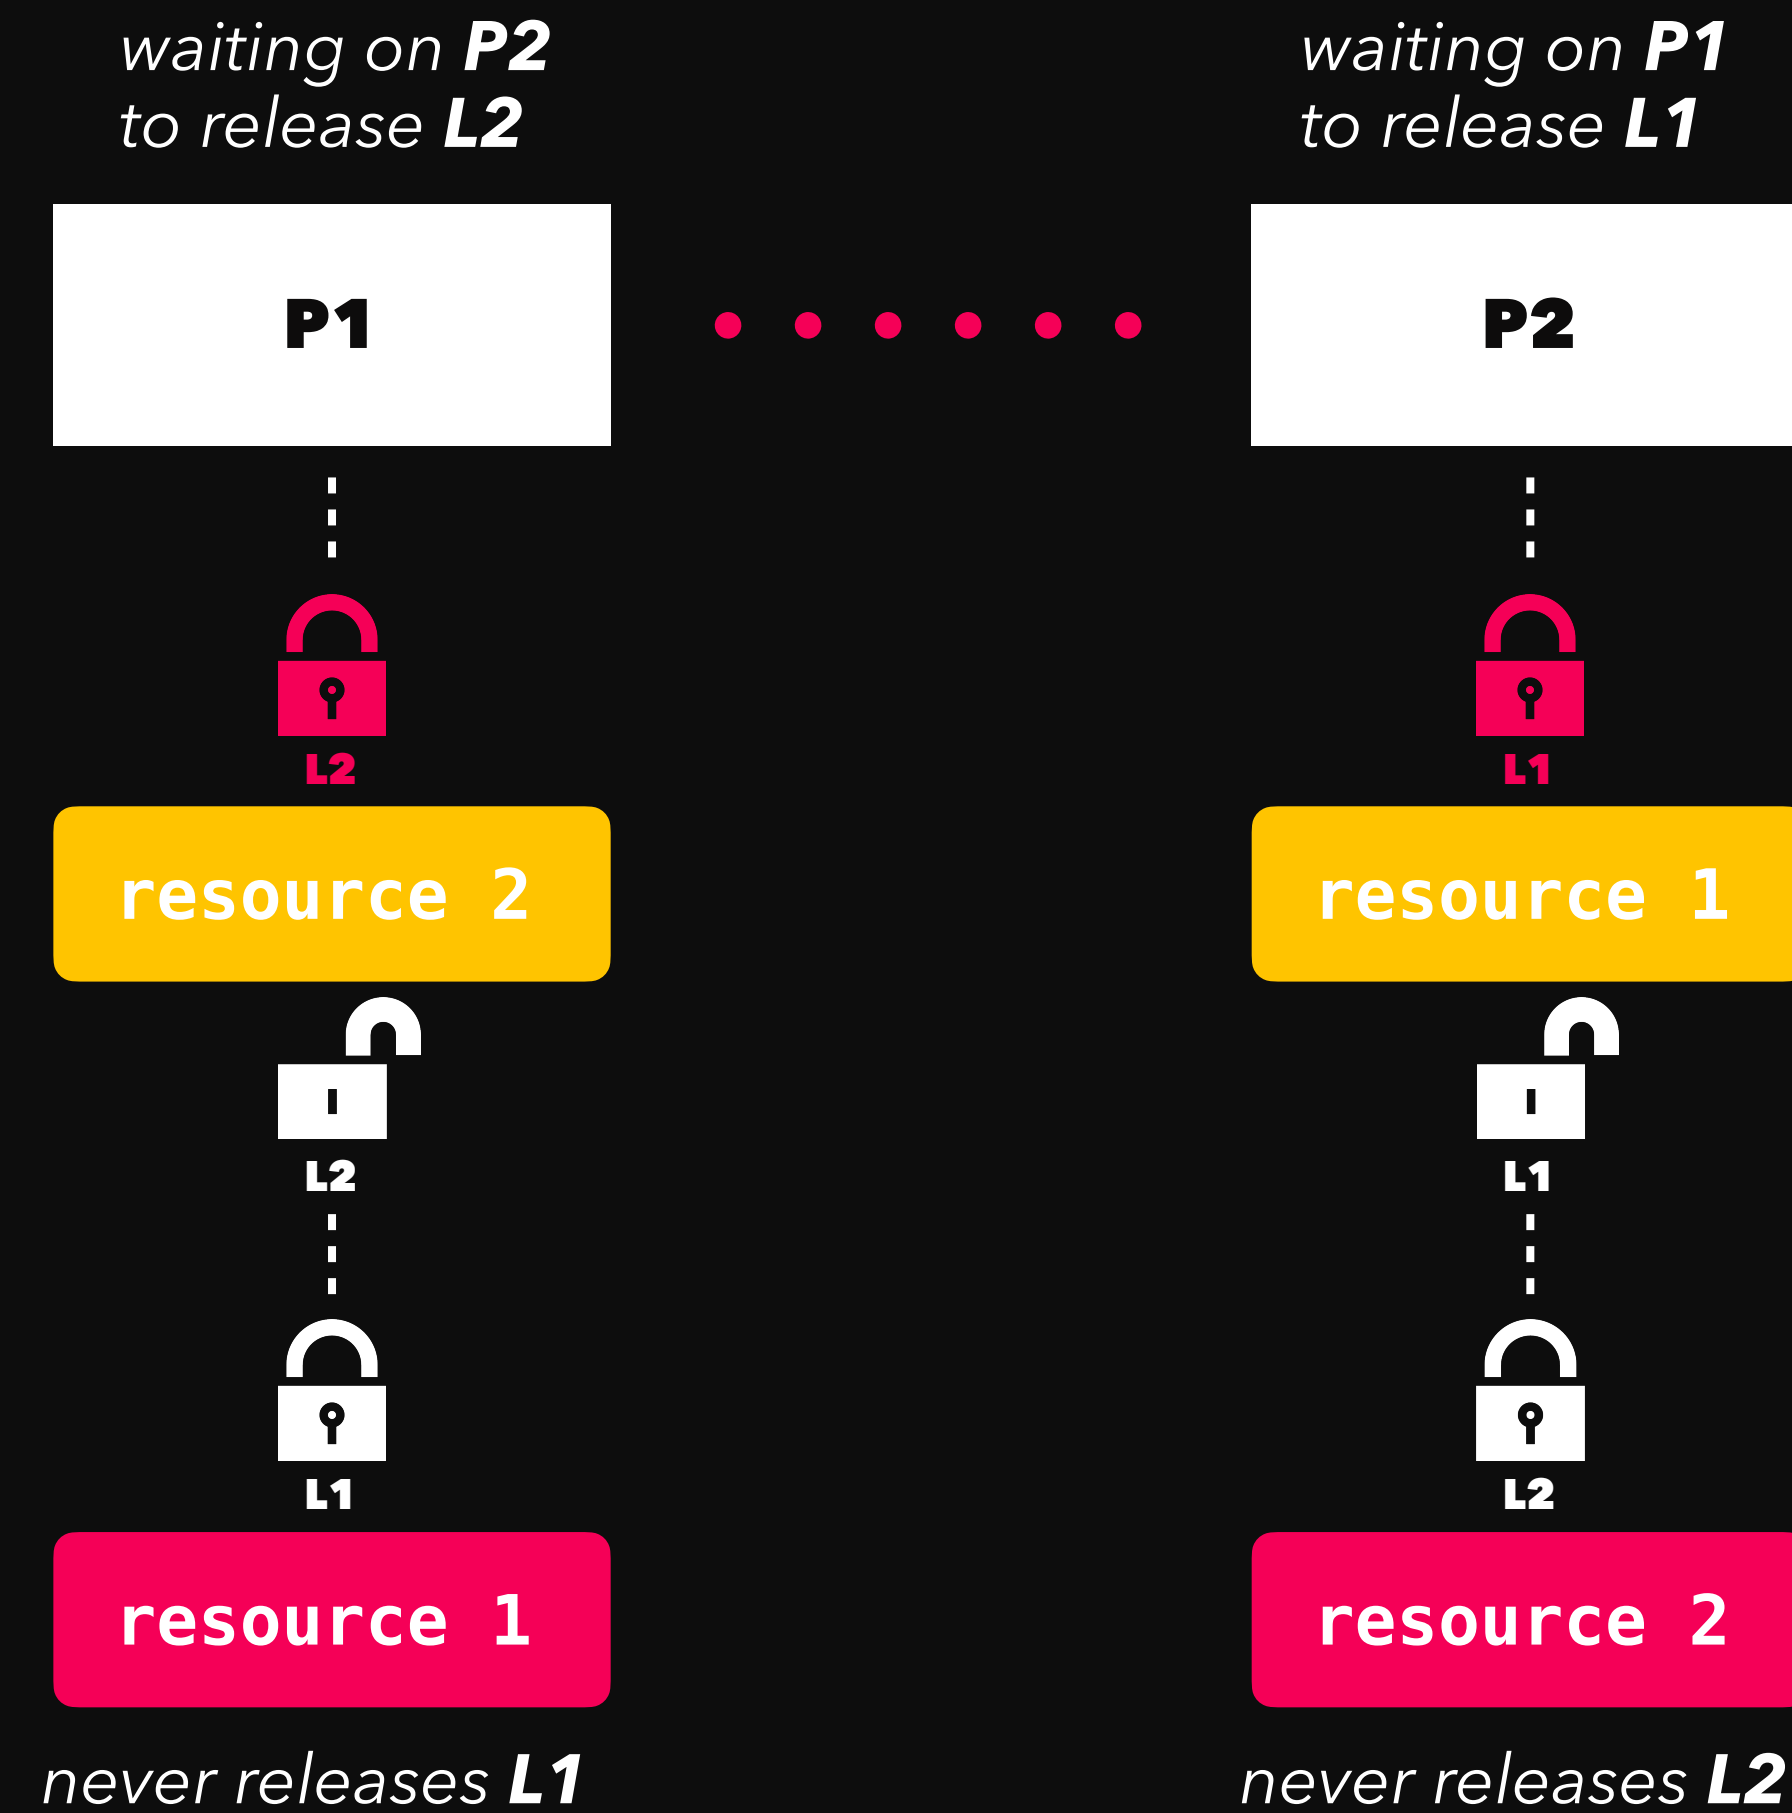 waiting on P2
to release L2
P1
L2
resource 2
L2
L1
resource 1
never releases L1
waiting on P1
to release L1
P2
L1
resource 1
L1
L2
resource 2
never releases L2